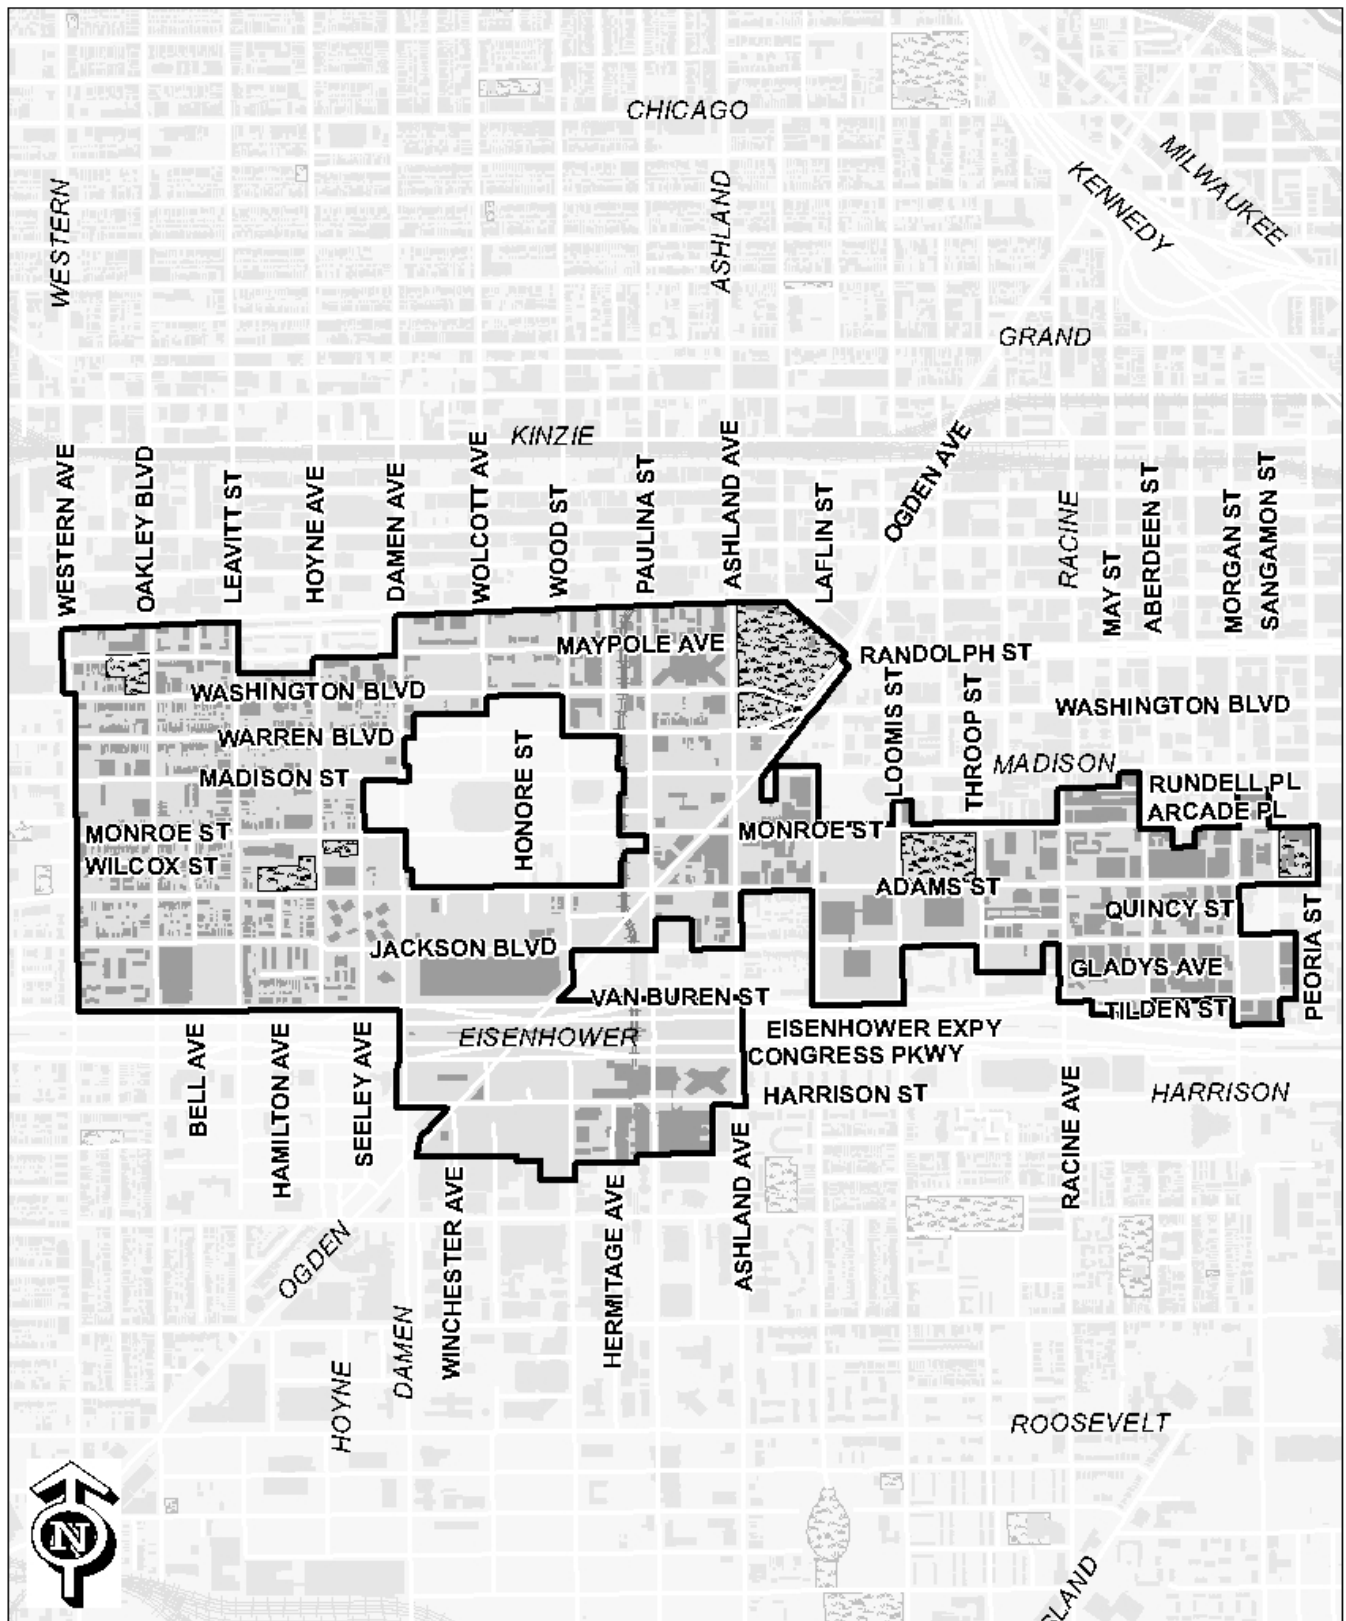 CHICAGO
MILWAUKEE
KENNEDY
WESTERN
ASHLAND
GRAND
KINZIE
WESTERN AVE
OAKLEY BLVD
LEAVITT ST
HOYNE AVE
DAMEN AVE
WOLCOTT AVE
WOOD ST
PAULINA ST
ASHLAND AVE
LAFLIN ST
OGDEN AVE
RACINE
MAY ST
ABERDEEN ST
MORGAN ST
SANGAMON ST
MAYPOLE AVE
RANDOLPH ST
WASHINGTON BLVD
LOOMIS ST
THROOP ST
WASHINGTON BLVD
WARREN BLVD
HONORE ST
MADISON
MADISON ST
RUNDELL PL
ARCADE PL
MONROE ST
MONROE ST
WILCOX ST
ADAMS ST
QUINCY ST
PEORIA ST
JACKSON BLVD
GLADYS AVE
VAN BUREN ST
TILDEN ST
EISENHOWER
EISENHOWER EXPY
CONGRESS PKWY
HARRISON ST
HARRISON
BELL AVE
HAMILTON AVE
SEELEY AVE
RACINE AVE
WINCHESTER AVE
HERMITAGE AVE
ASHLAND AVE
OGDEN
DAMEN
HOYNE
ROOSEVELT
N
SLAND